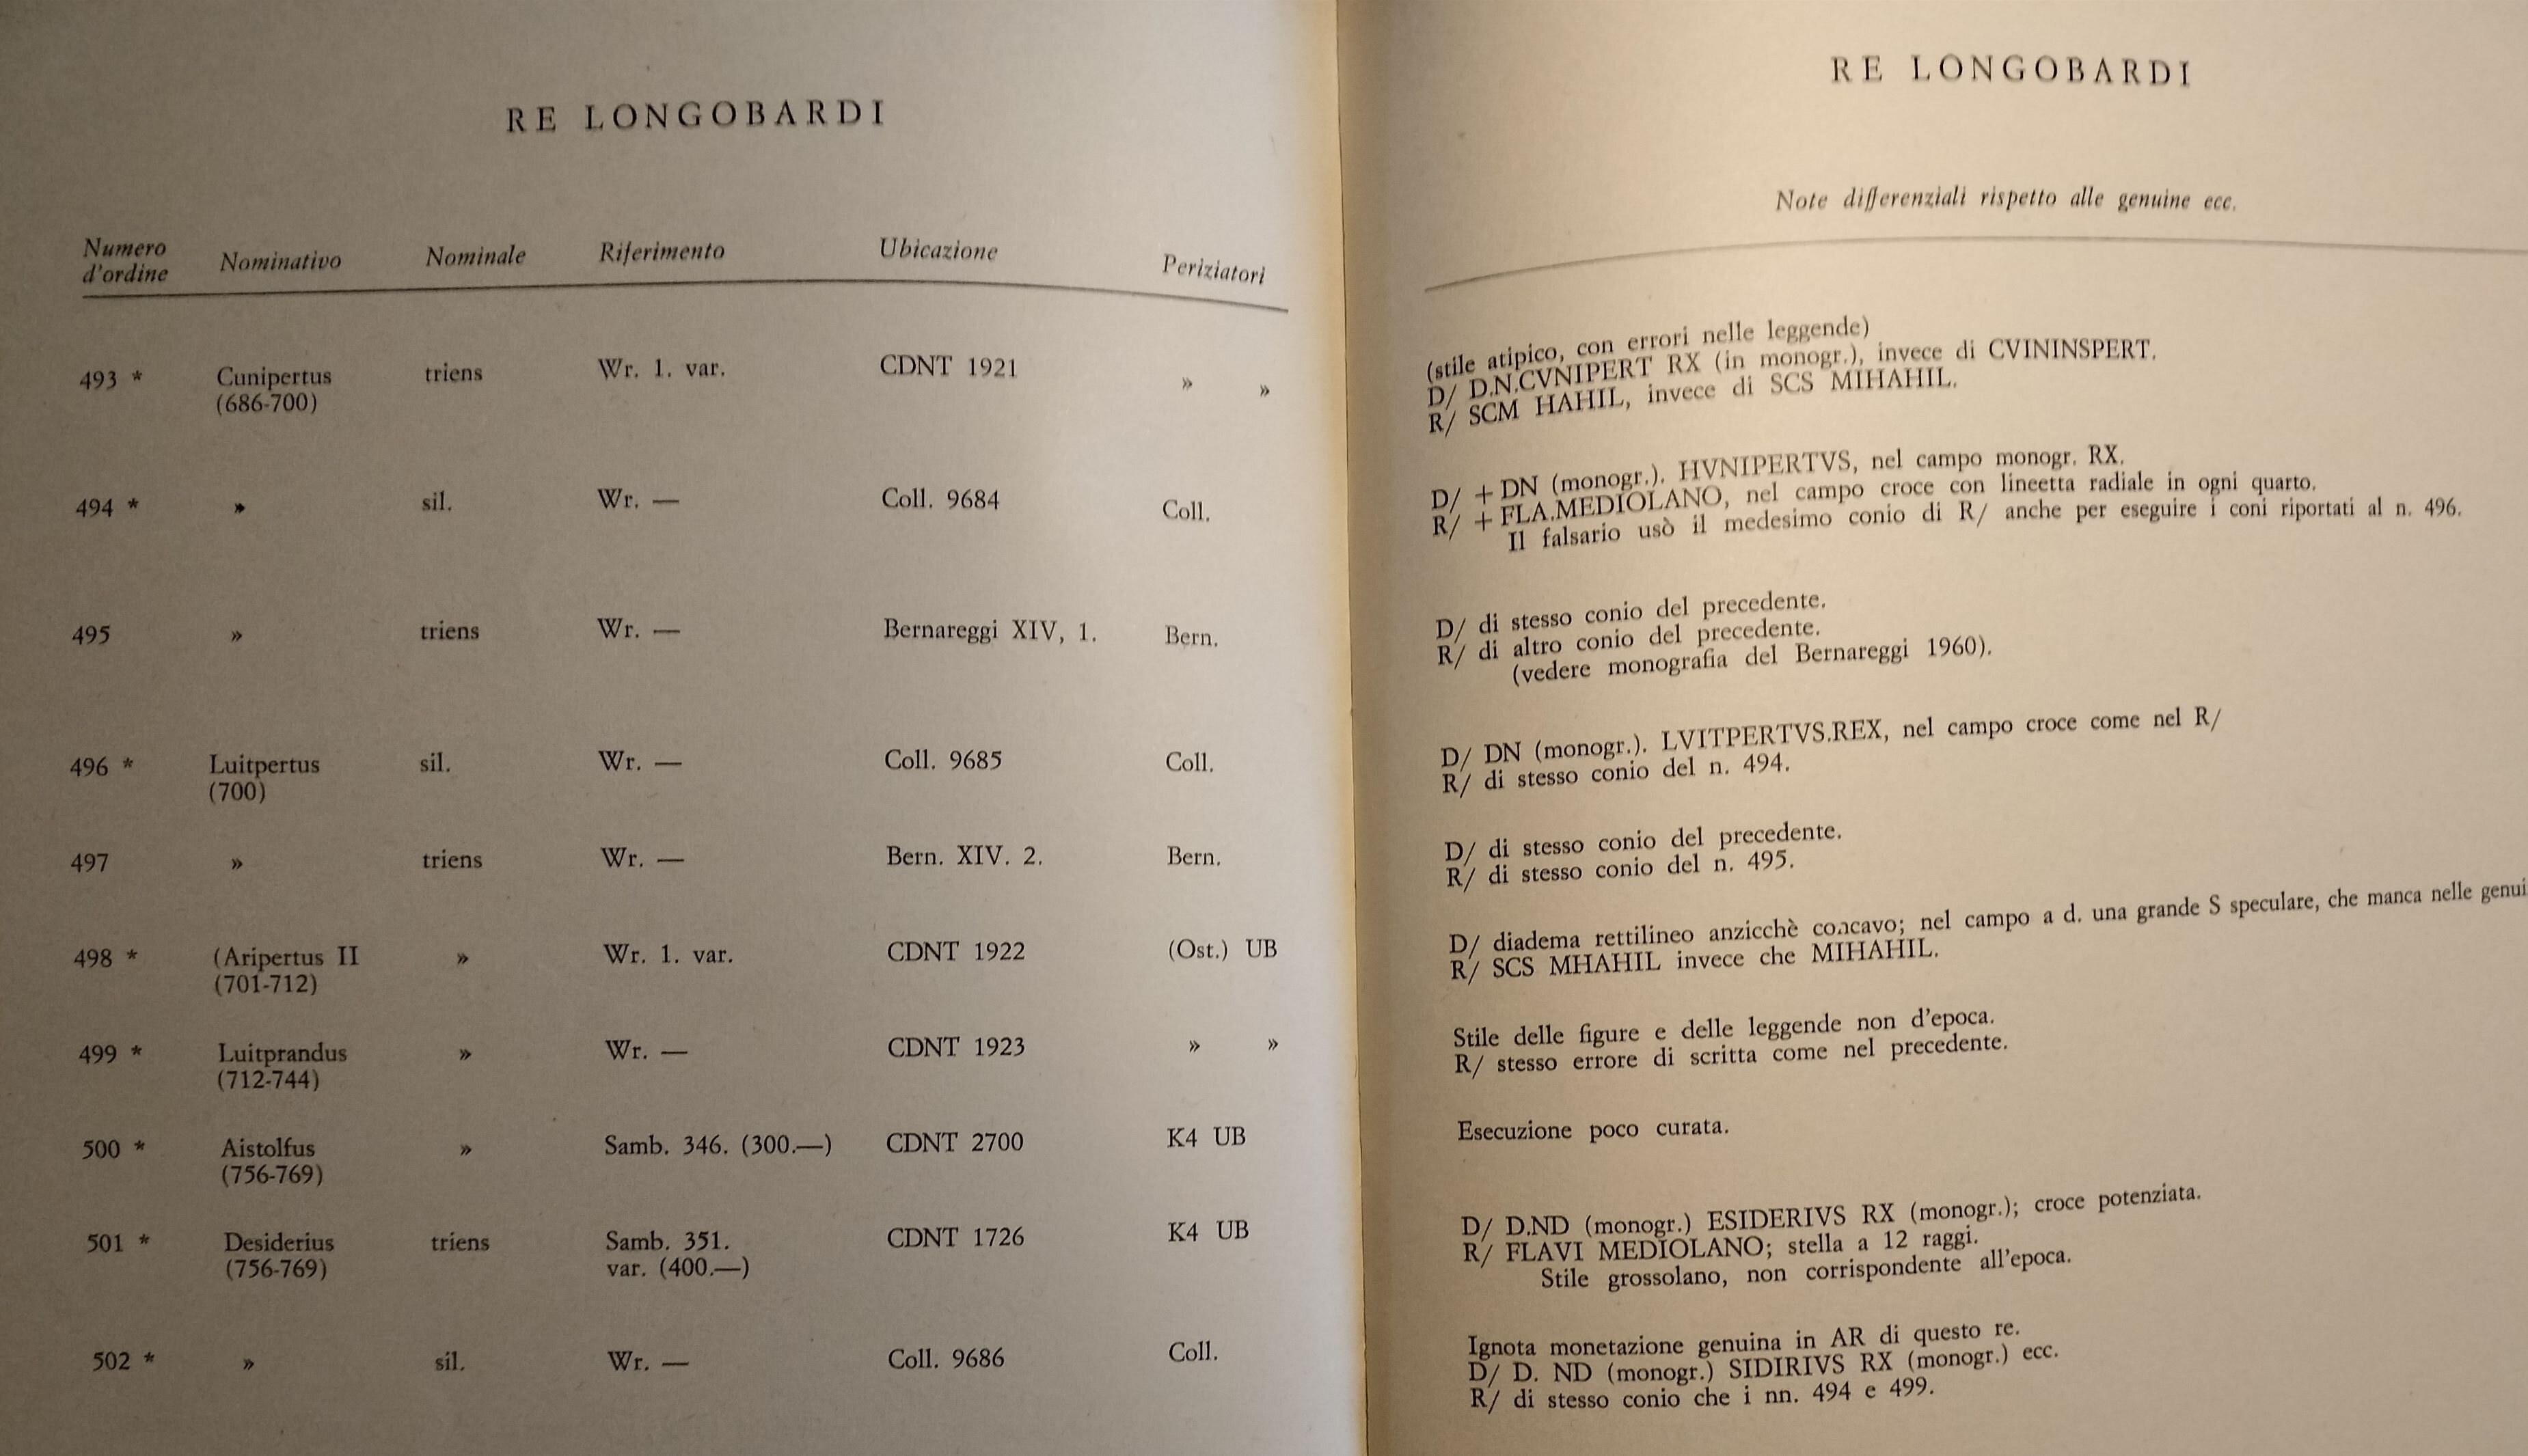 RE LONGOBARDI
Numero d'ordine Nominativo Nominale Riferimento Ubicazione Periziatori
493 * Cunipertus triens Wr. 1. var. CDNT 1921 » »
(686-700)
494 * » sil. Wr. — Coll. 9684 Coll.
495 » triens Wr. — Bernareggi XIV, 1. Bern.
496 * Luitpertus sil. Wr. — Coll. 9685 Coll.
(700)
497 » triens Wr. — Bern. XIV. 2. Bern.
498 * (Aripertus II » Wr. 1. var. CDNT 1922 (Ost.) UB
(701-712)
499 * Luitprandus » Wr. — CDNT 1923 » »
(712-744)
500 * Aistolfus » Samb. 346. (300.—) CDNT 2700 K4 UB
(756-769)
501 * Desiderius triens Samb. 351. CDNT 1726 K4 UB
(756-769) var. (400.—)
502 * » sil. Wr. — Coll. 9686 Coll.
RE LONGOBARDI
Note differenziali rispetto alle genuine ecc.
(stile atipico, con errori nelle leggende)
D/ D.N.CVNIPERT RX (in monogr.), invece di CVININSPERT.
R/ SCM HAHIL, invece di SCS MIHAHIL.
D/ + DN (monogr.). HVNIPERTVS, nel campo monogr. RX.
R/ + FLA.MEDIOLANO, nel campo croce con lineetta radiale in ogni quarto.
Il falsario usò il medesimo conio di R/ anche per eseguire i coni riportati al n. 496.
D/ di stesso conio del precedente.
R/ di altro conio del precedente.
(vedere monografia del Bernareggi 1960).
D/ DN (monogr.). LVITPERTVS.REX, nel campo croce come nel R/
R/ di stesso conio del n. 494.
D/ di stesso conio del precedente.
R/ di stesso conio del n. 495.
D/ diadema rettilineo anzicchè concavo; nel campo a d. una grande S speculare, che manca nelle genui
R/ SCS MHAHIL invece che MIHAHIL.
Stile delle figure e delle leggende non d'epoca.
R/ stesso errore di scritta come nel precedente.
Esecuzione poco curata.
D/ D.ND (monogr.) ESIDERIVS RX (monogr.); croce potenziata.
R/ FLAVI MEDIOLANO; stella a 12 raggi.
Stile grossolano, non corrispondente all'epoca.
Ignota monetazione genuina in AR di questo re.
D/ D. ND (monogr.) SIDIRIVS RX (monogr.) ecc.
R/ di stesso conio che i nn. 494 e 499.